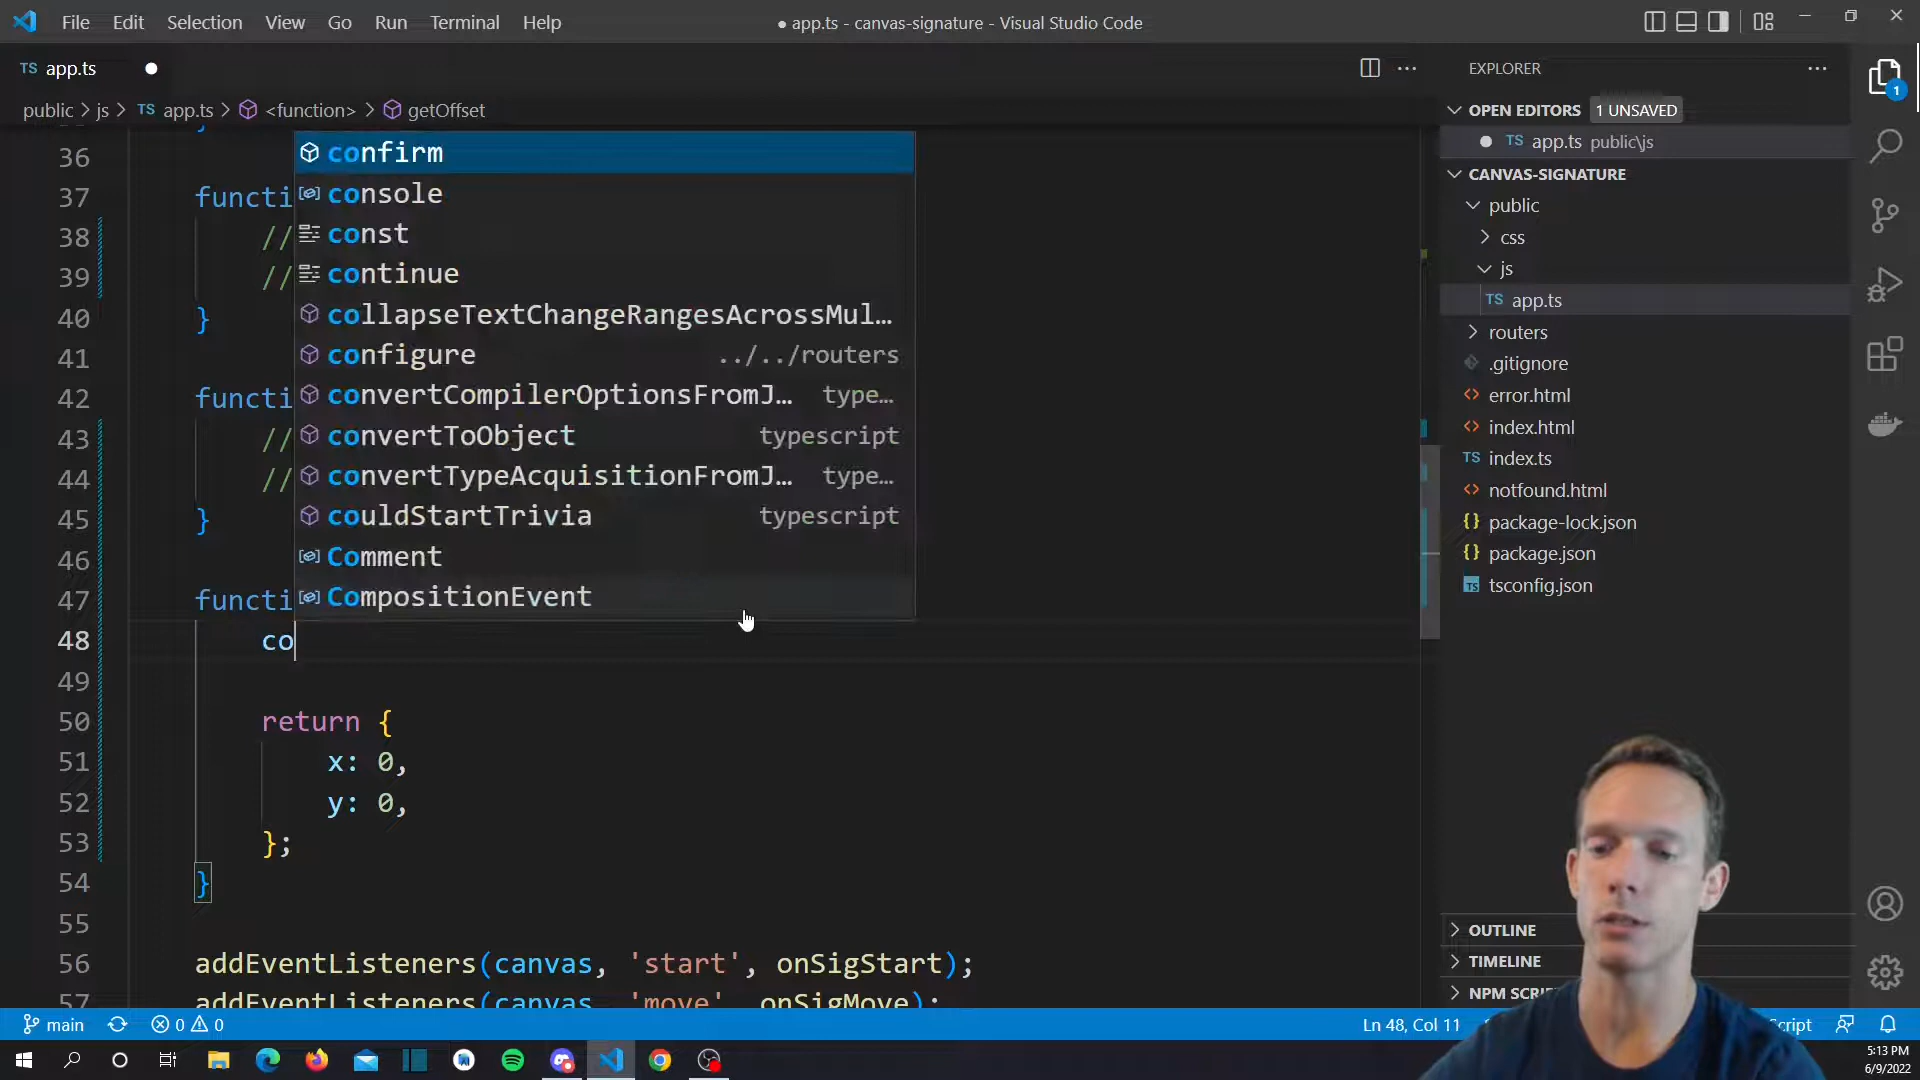 File Edit Selection View Go Run Terminal Help ● app.ts - canvas-signature - Visual Studio Code
TS app.ts ●
public > js > TS app.ts > <function> > getOffset
36
37 functi
38 //
39 //
40 }
41
42 functi
43 //
44 //
45 }
46
47 functi
48 co
49
50 return {
51 x: 0,
52 y: 0,
53 };
54 }
55
56 addEventListeners(canvas, 'start', onSigStart);
57 addEventListeners(canvas, 'move', onSigMove);
confirm
console
const
continue
collapseTextChangeRangesAcrossMul…
configure ../../routers
convertCompilerOptionsFromJ… type…
convertToObject typescript
convertTypeAcquisitionFromJ… type…
couldStartTrivia typescript
Comment
CompositionEvent
EXPLORER
OPEN EDITORS 1 UNSAVED
● TS app.ts public\js
CANVAS-SIGNATURE
public
css
js
TS app.ts
routers
.gitignore
<> error.html
<> index.html
TS index.ts
<> notfound.html
{} package-lock.json
{} package.json
TS tsconfig.json
OUTLINE
TIMELINE
NPM SCRI
1
main 0 0 Ln 48, Col 11 cript
5:13 PM
6/9/2022